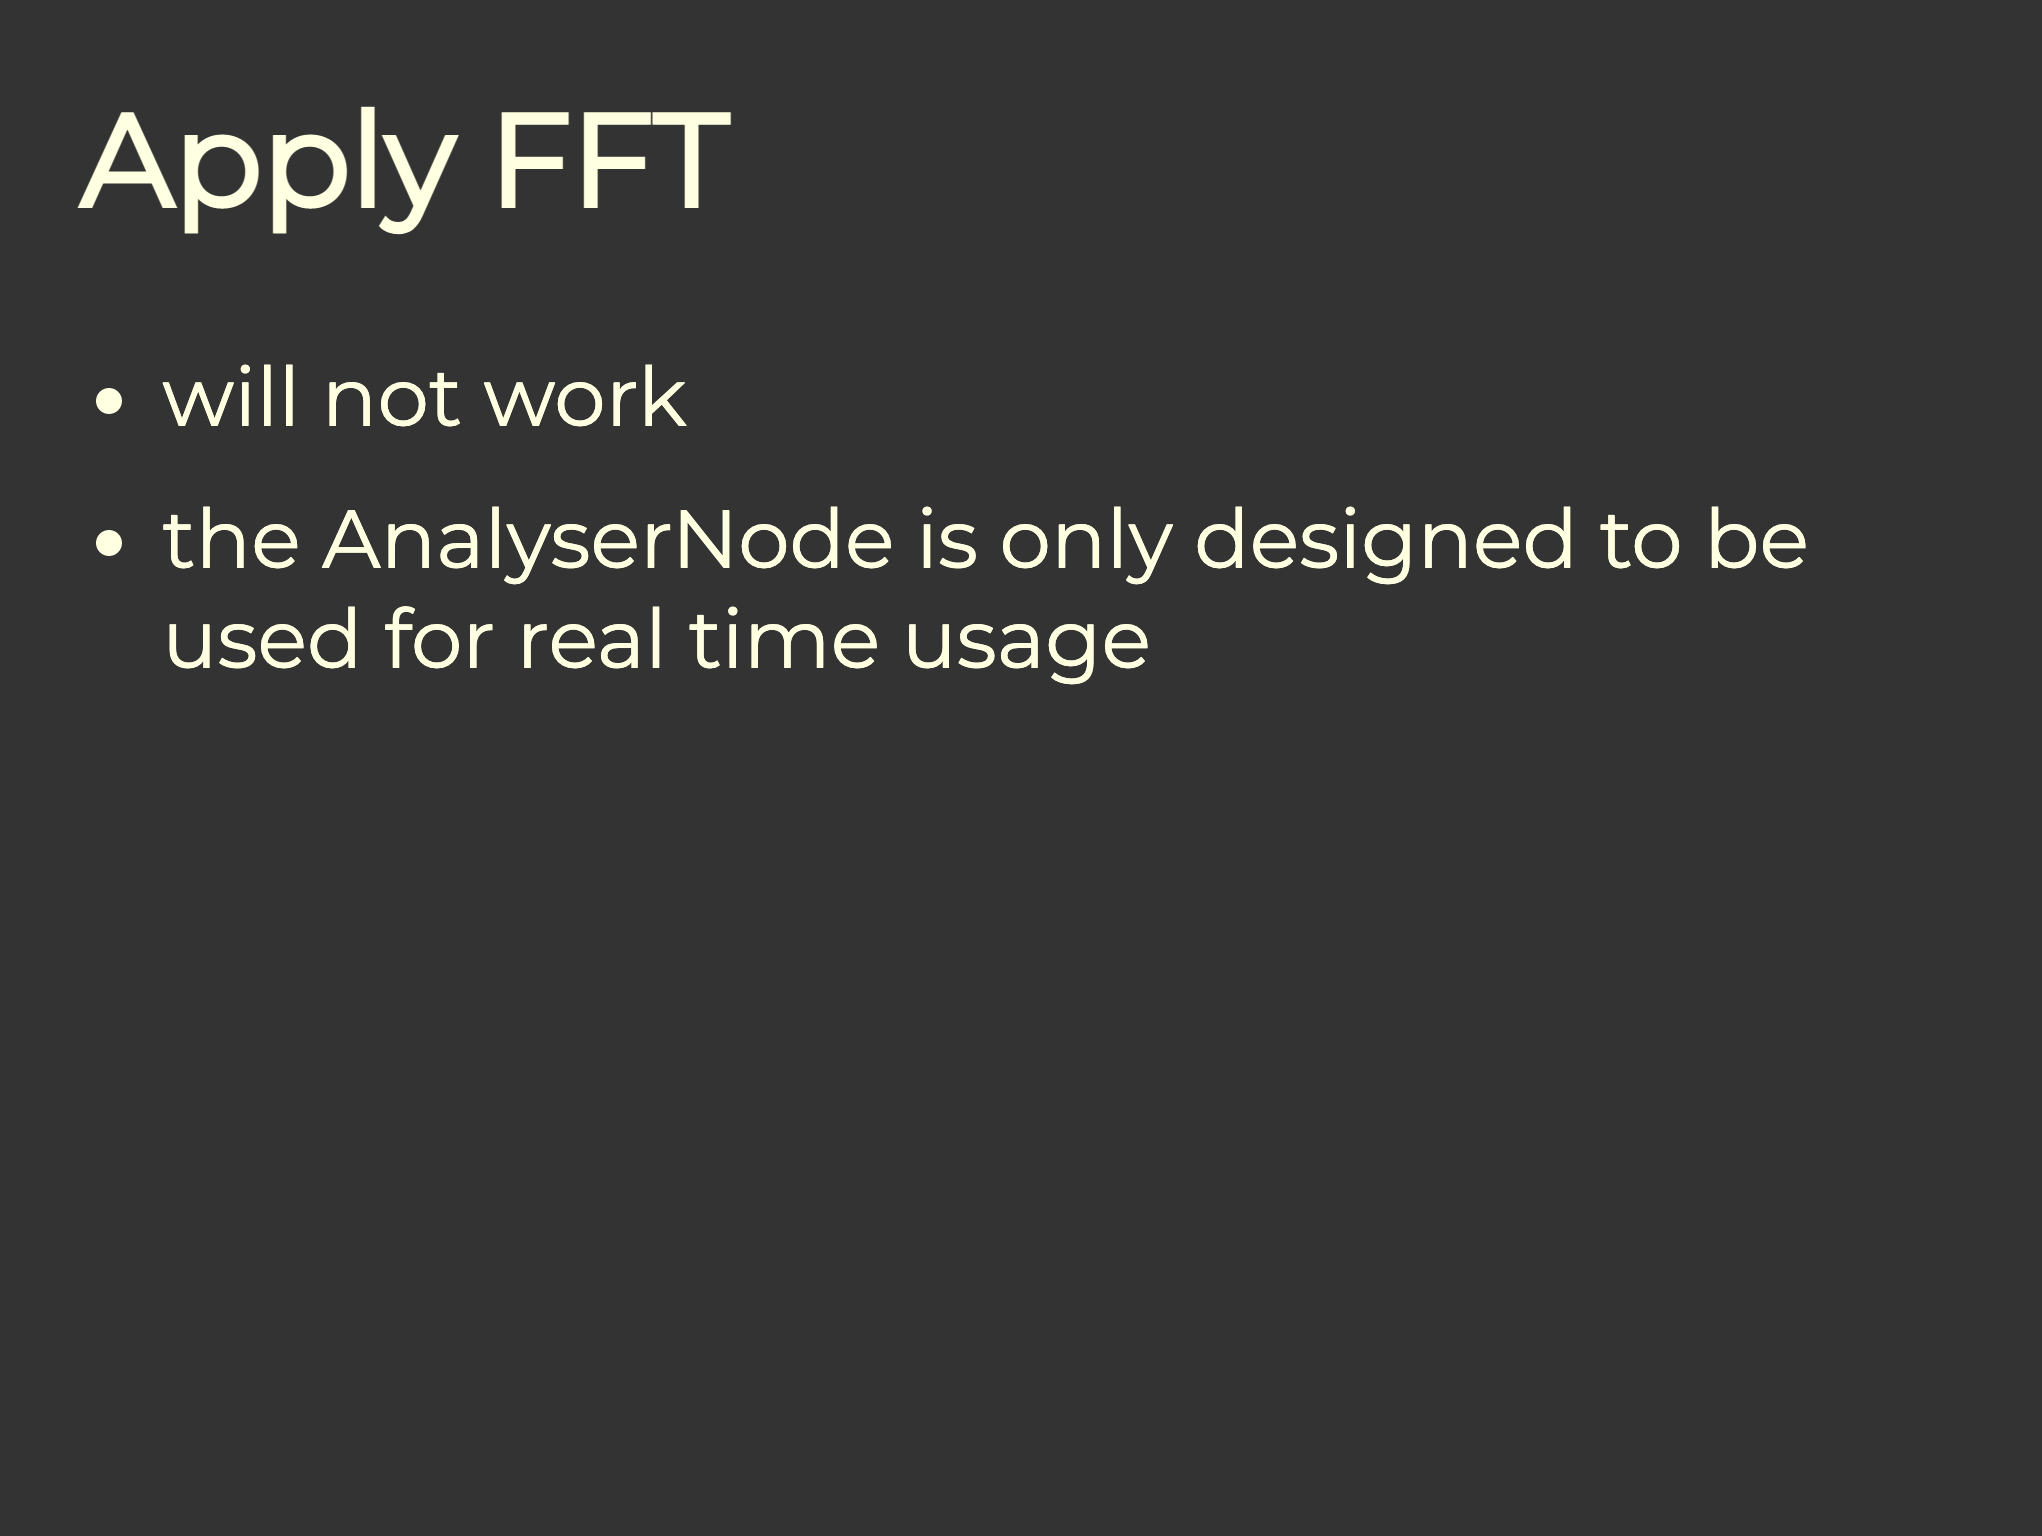 Apply FFT
• will not work
• the AnalyserNode is only designed to be
used for real time usage